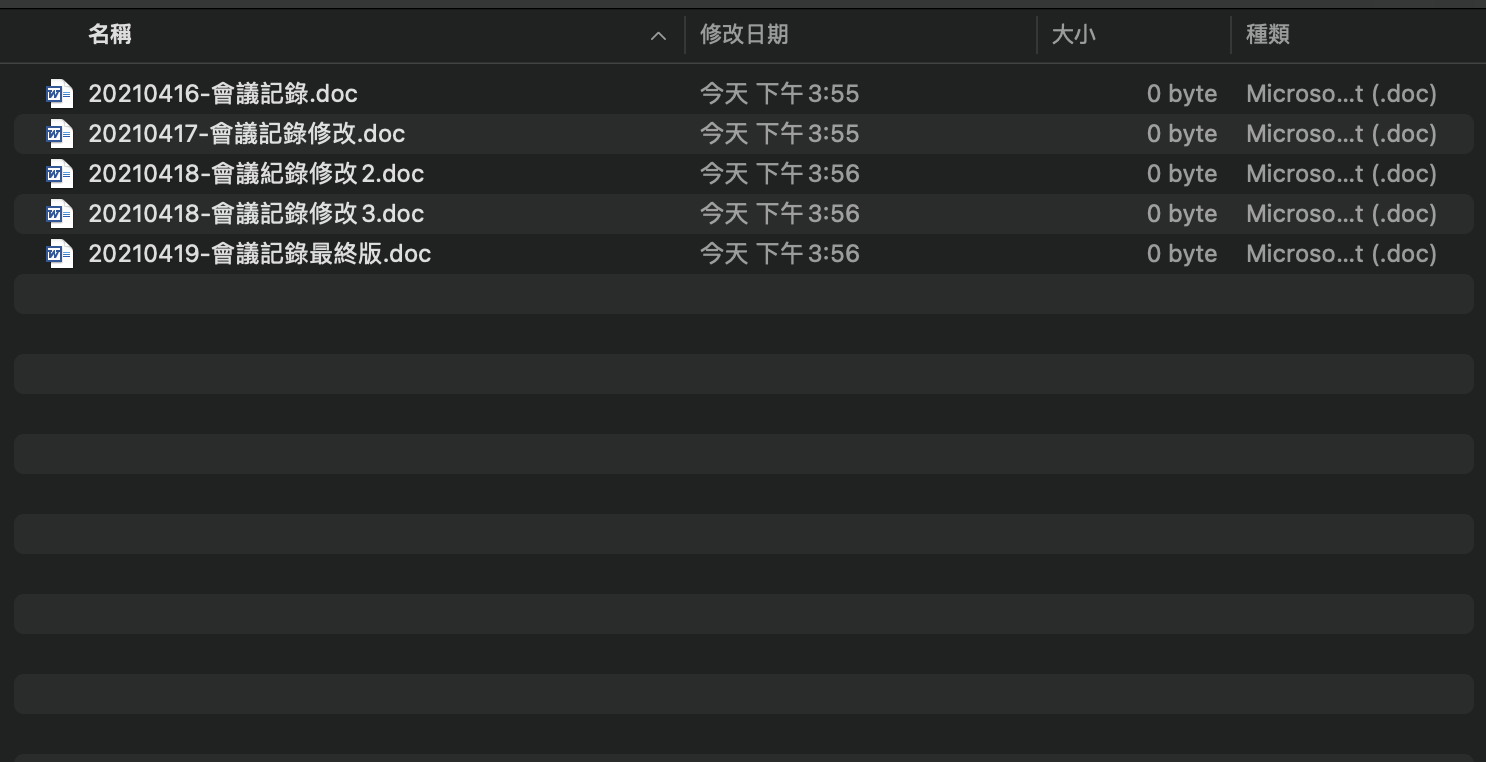 名稱 修改日期 大小 種類
20210416-會議記錄.doc 今天 下午3:55 0 byte Microso...t (.doc)
20210417-會議記錄修改.doc 今天 下午3:55 0 byte Microso...t (.doc)
20210418-會議紀錄修改2.doc 今天 下午3:56 0 byte Microso...t (.doc)
20210418-會議記錄修改3.doc 今天 下午3:56 0 byte Microso...t (.doc)
20210419-會議記錄最終版.doc 今天 下午3:56 0 byte Microso...t (.doc)